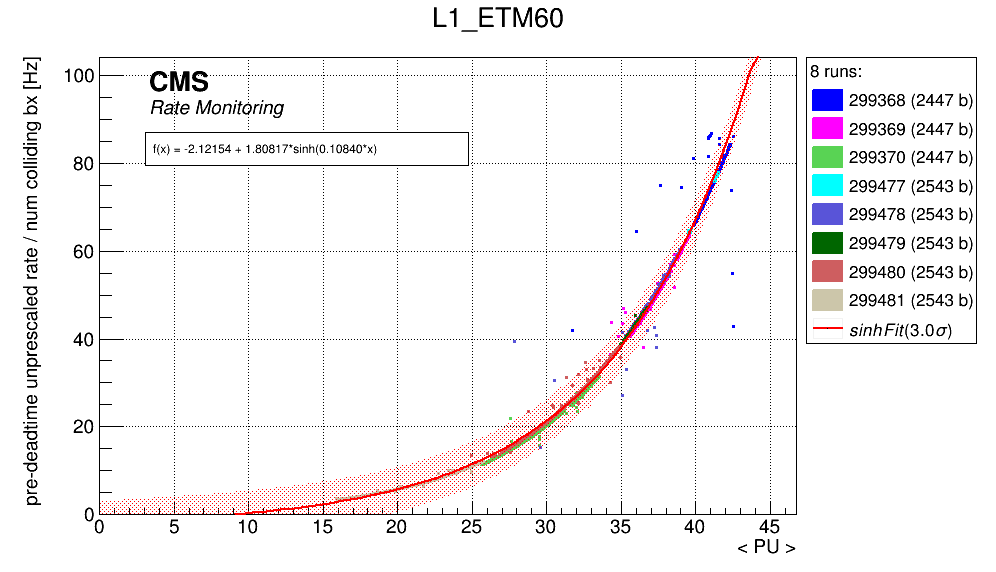 L1_ETM60
pre-deadtime unprescaled rate / num colliding bx [Hz]
CMS
Rate Monitoring
f(x) = -2.12154 + 1.80817*sinh(0.10840*x)
100
80
60
40
20
0
0 5 10 15 20 25 30 35 40 45
< PU >
8 runs:
299368 (2447 b)
299369 (2447 b)
299370 (2447 b)
299477 (2543 b)
299478 (2543 b)
299479 (2543 b)
299480 (2543 b)
299481 (2543 b)
sinhFit(3.0σ)